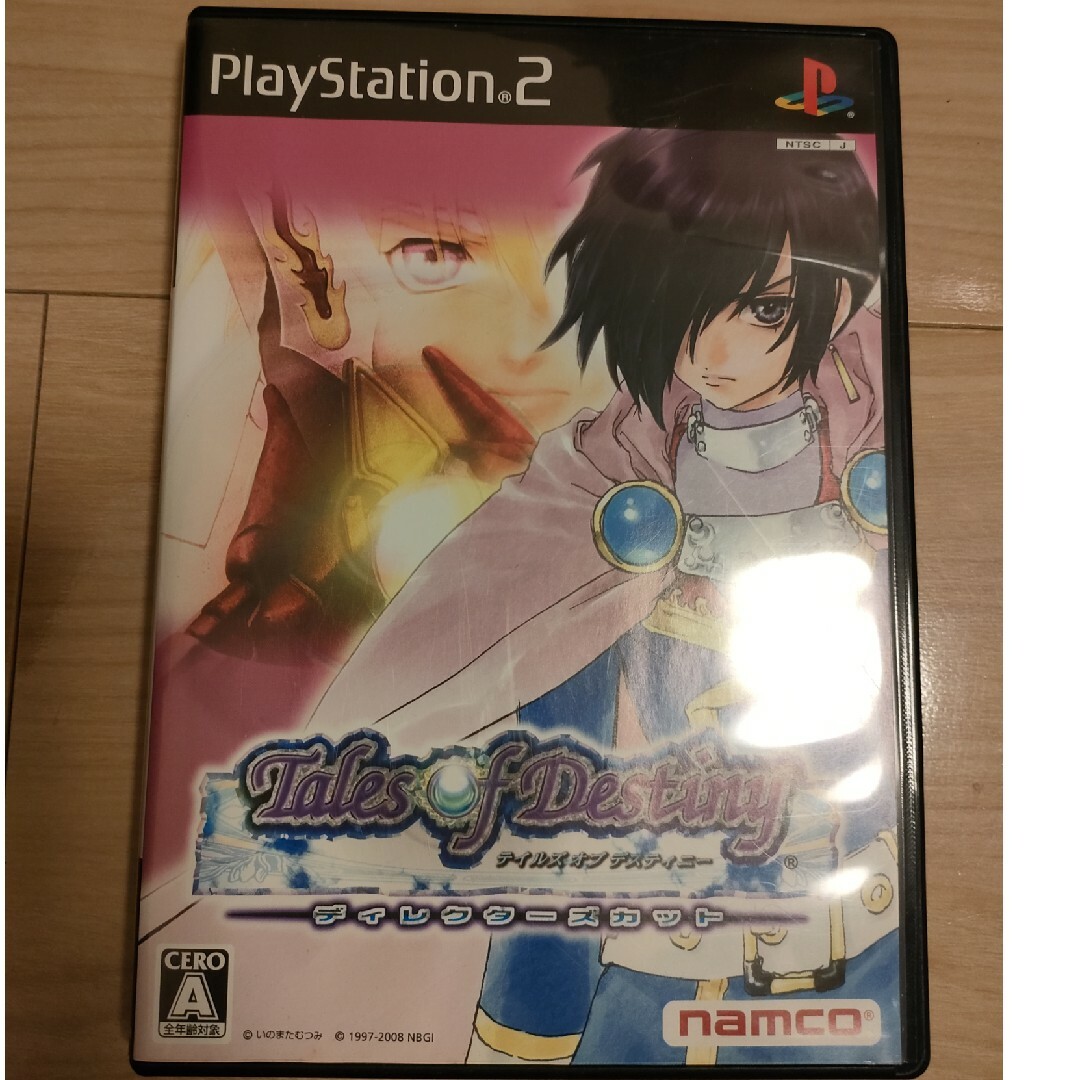 PlayStation®2
NTSC J
Tales of Destiny
テイルズ オブ デスティニー ®
ディレクターズカット
CERO
A
全年齢対象
© いのまたむつみ © 1997-2008 NBGI
namco®